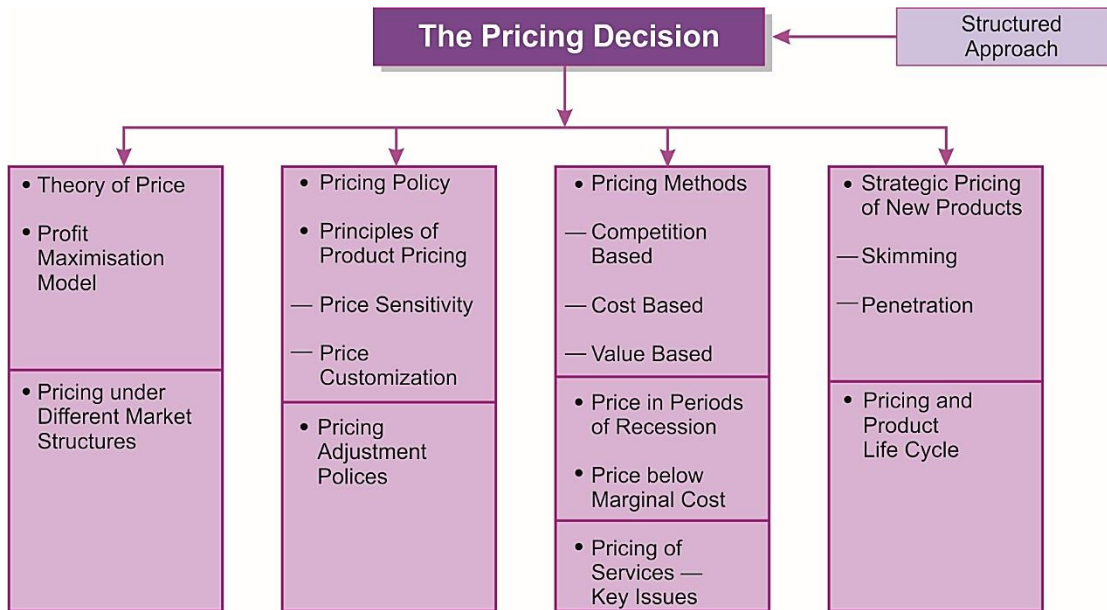 The Pricing Decision
Structured
Approach
• Theory of Price
• Profit
Maximisation
Model
• Pricing under
Different Market
Structures
• Pricing Policy
• Principles of
Product Pricing
— Price Sensitivity
— Price
Customization
• Pricing
Adjustment
Polices
• Pricing Methods
— Competition
Based
— Cost Based
— Value Based
• Price in Periods
of Recession
• Price below
Marginal Cost
• Pricing of
Services —
Key Issues
• Strategic Pricing
of New Products
— Skimming
— Penetration
• Pricing and
Product
Life Cycle